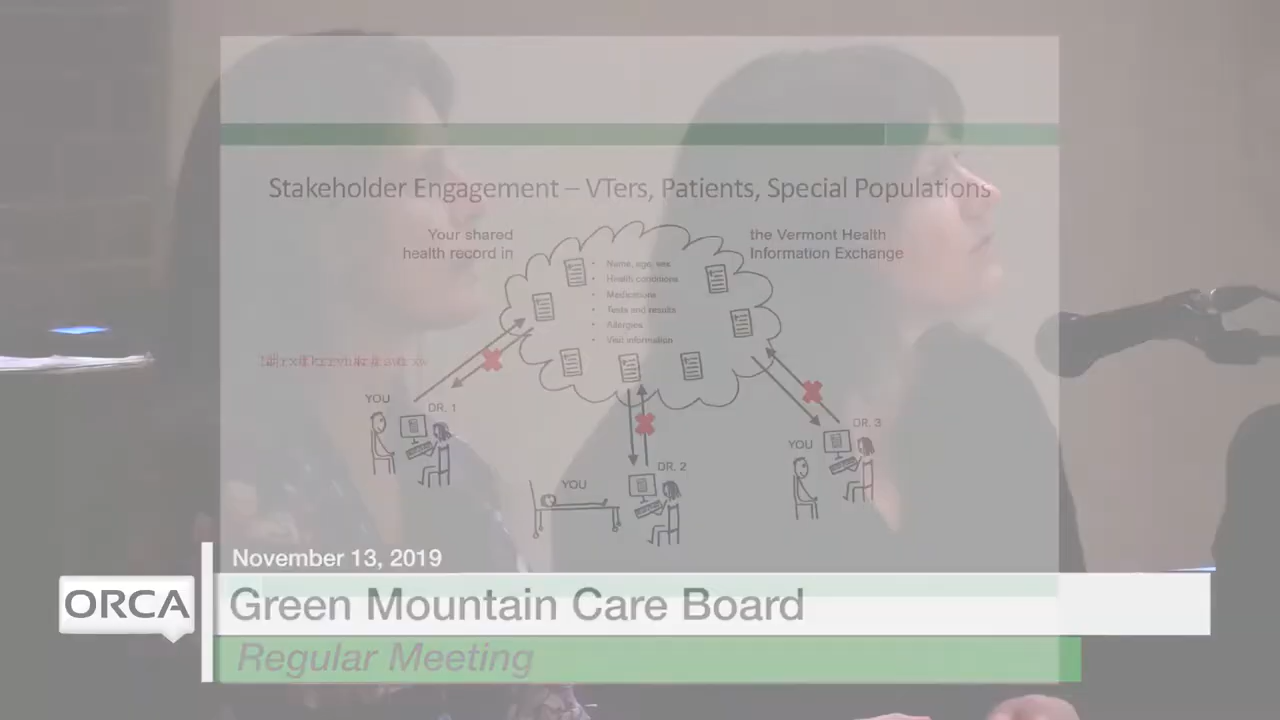 Stakeholder Engagement – VTers, Patients, Special Populations
Your shared
health record in
the Vermont Health
Information Exchange
• Name, age, sex
• Health conditions
• Medications
• Tests and results
• Allergies
• Visit information
YOU
DR. 1
YOU
DR. 2
YOU
DR. 3
November 13, 2019
ORCA
Green Mountain Care Board
Regular Meeting